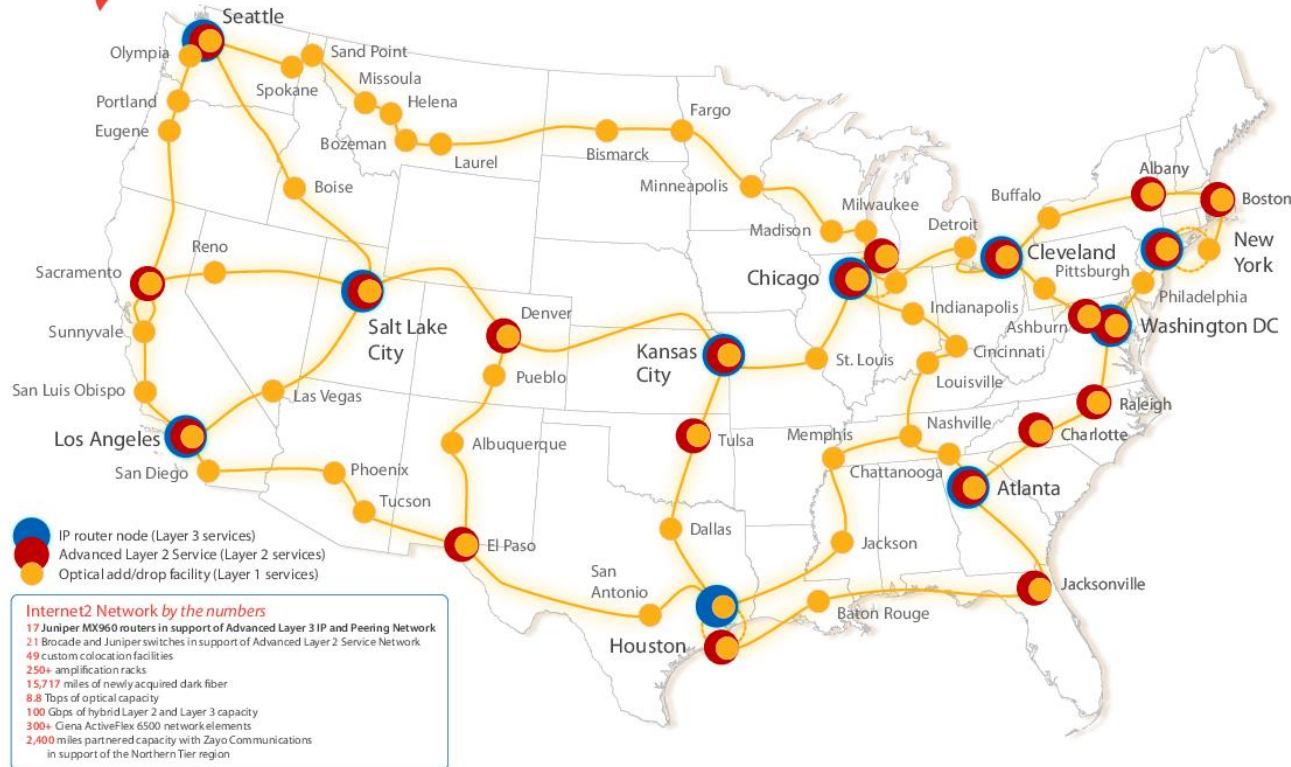 Seattle
Olympia
Sand Point
Spokane
Missoula
Portland
Helena
Fargo
Eugene
Bozeman
Laurel
Bismarck
Minneapolis
Boise
Albany
Buffalo
Boston
Milwaukee
Madison
Detroit
Reno
New
York
Cleveland
Sacramento
Pittsburgh
Chicago
Philadelphia
Indianapolis
Denver
Salt Lake
City
Sunnyvale
Ashburn
Washington DC
Kansas
City
Cincinnati
St. Louis
Pueblo
Louisville
San Luis Obispo
Las Vegas
Raleigh
Los Angeles
Albuquerque
Tulsa
Memphis
Nashville
Charlotte
San Diego
Phoenix
Chattanooga
Atlanta
Tucson
Dallas
IP router node (Layer 3 services)
Advanced Layer 2 Service (Layer 2 services)
Optical add/drop facility (Layer 1 services)
El Paso
Jackson
San
Antonio
Jacksonville
Baton Rouge
Houston
Internet2 Network by the numbers
17 Juniper MX960 routers in support of Advanced Layer 3 IP and Peering Network
21 Brocade and Juniper switches in support of Advanced Layer 2 Service Network
49 custom colocation facilities
250+ amplification racks
15,717 miles of newly acquired dark fiber
8.8 Tbps of optical capacity
100 Gbps of hybrid Layer 2 and Layer 3 capacity
300+ Ciena ActiveFlex 6500 network elements
2,400 miles partnered capacity with Zayo Communications
in support of the Northern Tier region